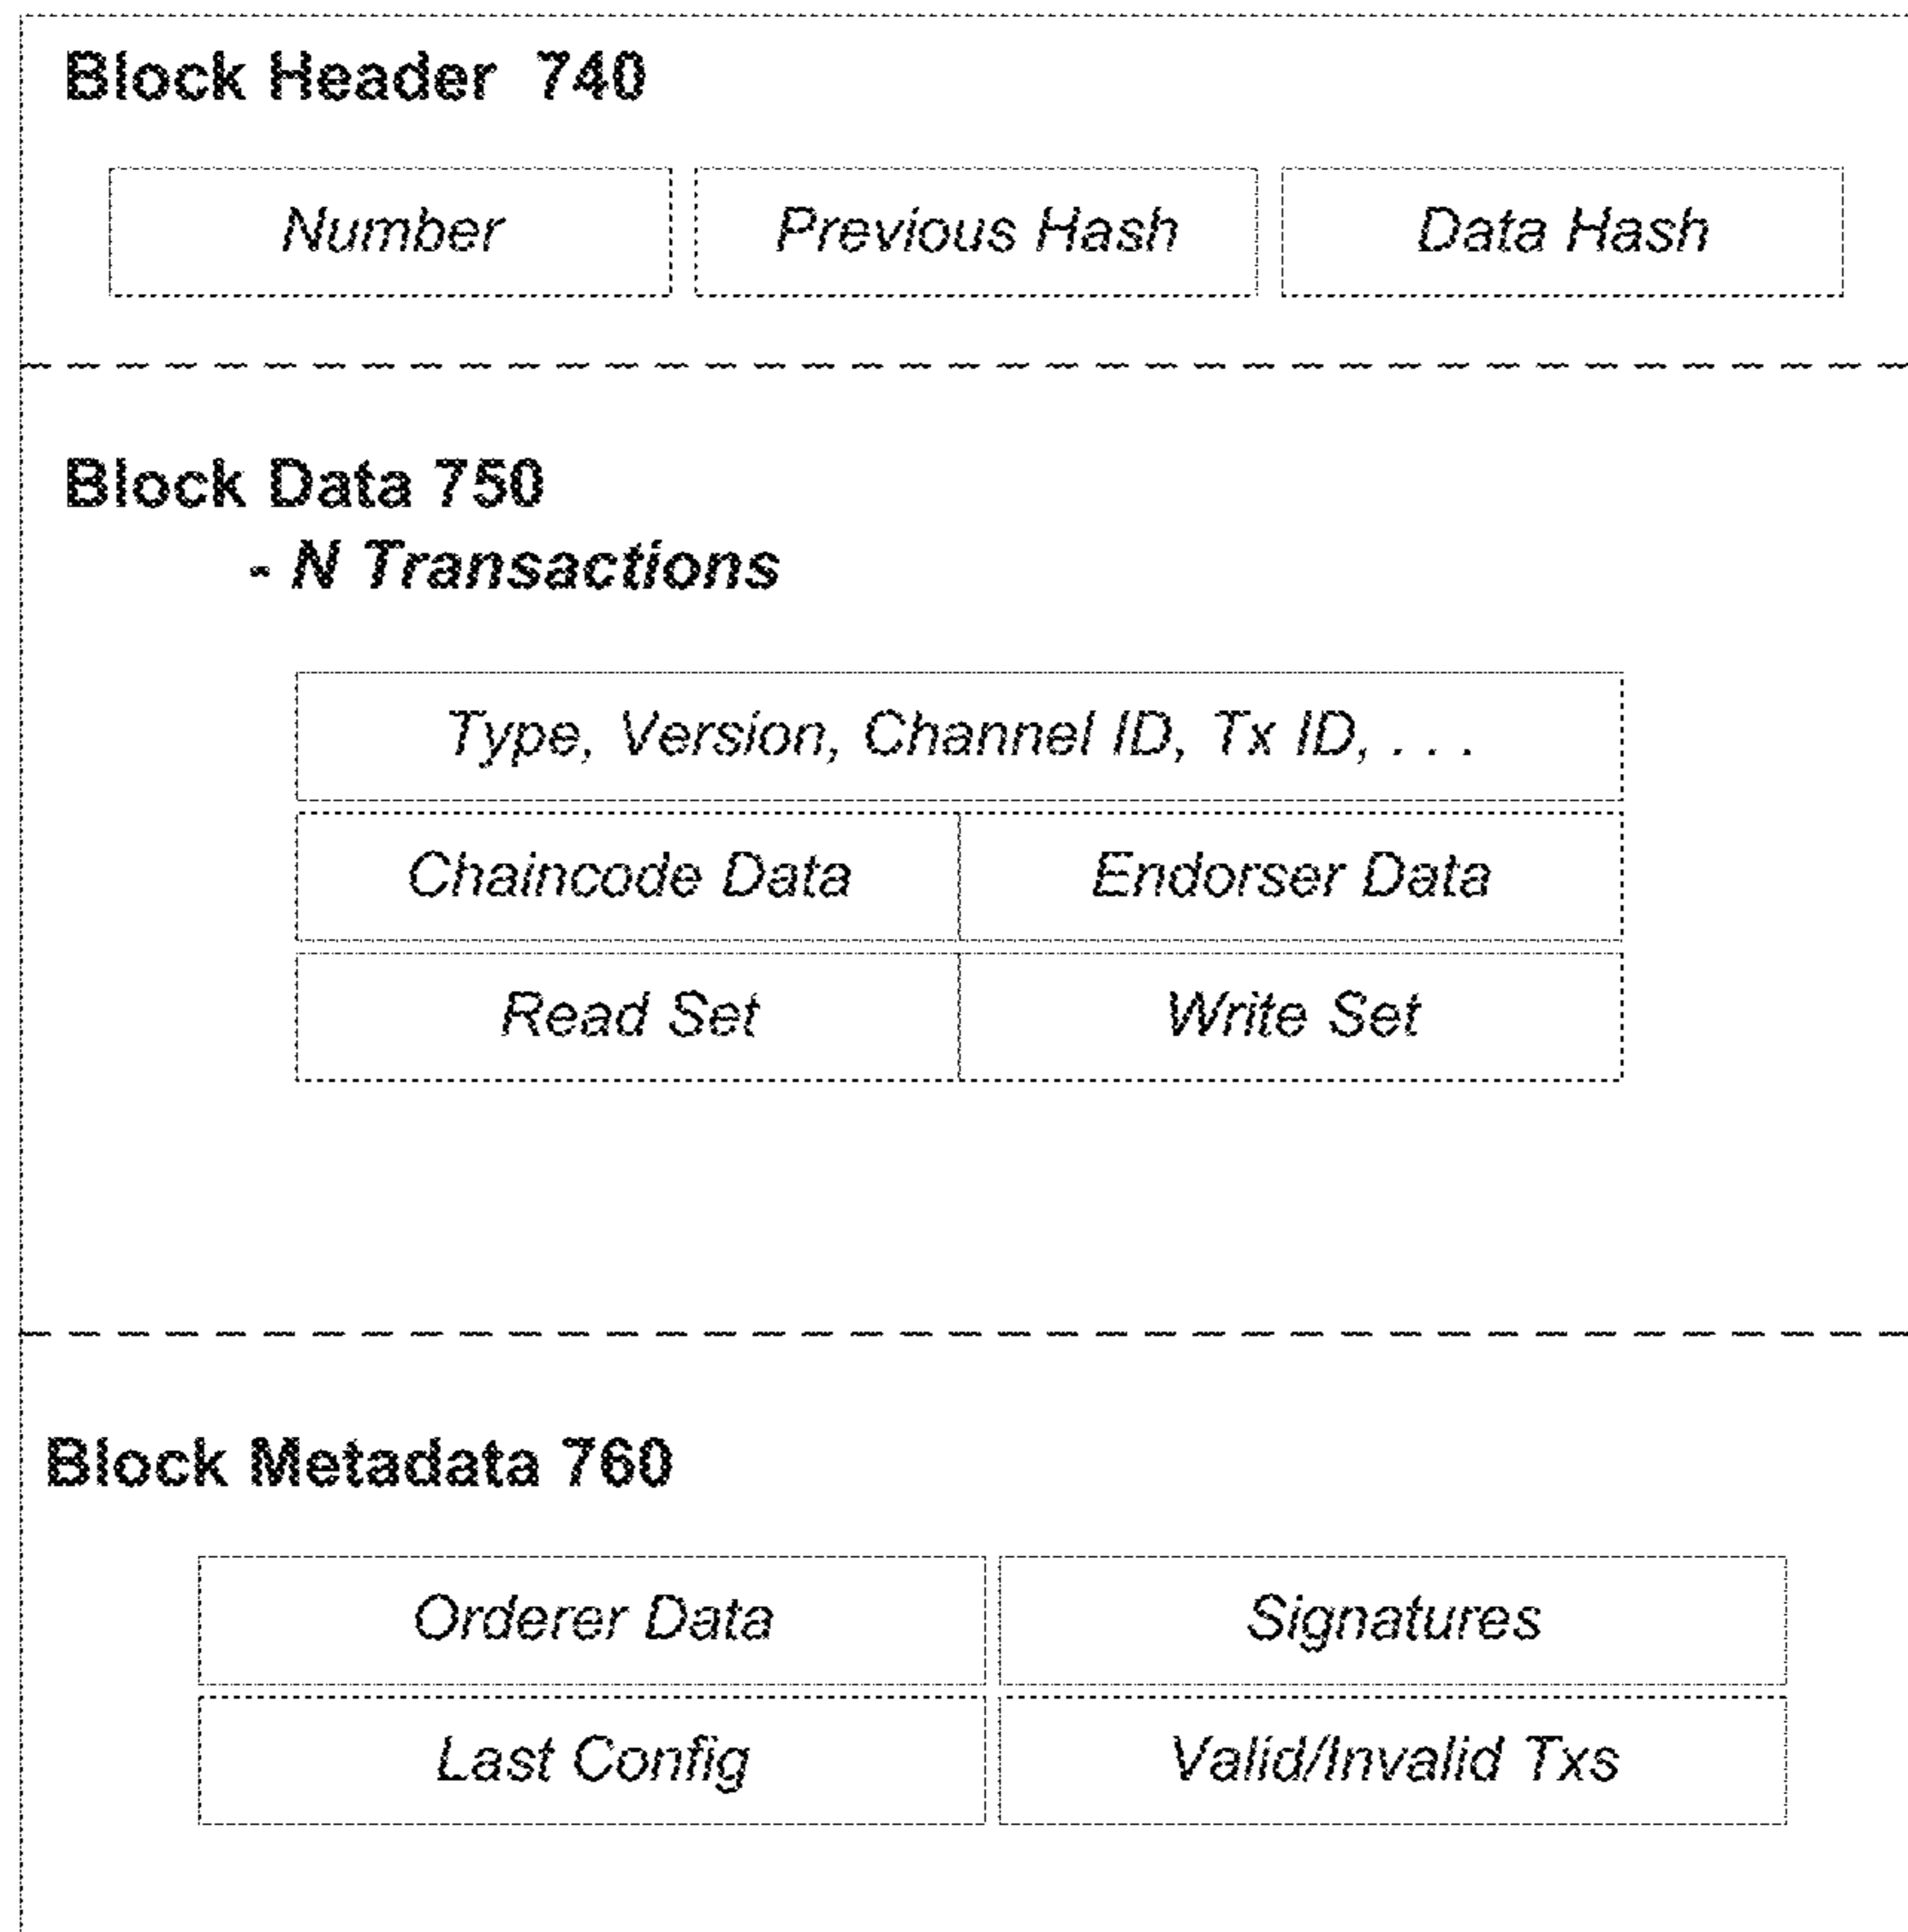 Block Header 740
Number Previous Hash Data Hash
Block Data 750
- N Transactions
Type, Version, Channel ID, Tx ID, . . .
Chaincode Data Endorser Data
Read Set Write Set
Block Metadata 760
Orderer Data Signatures
Last Config Valid/Invalid Txs